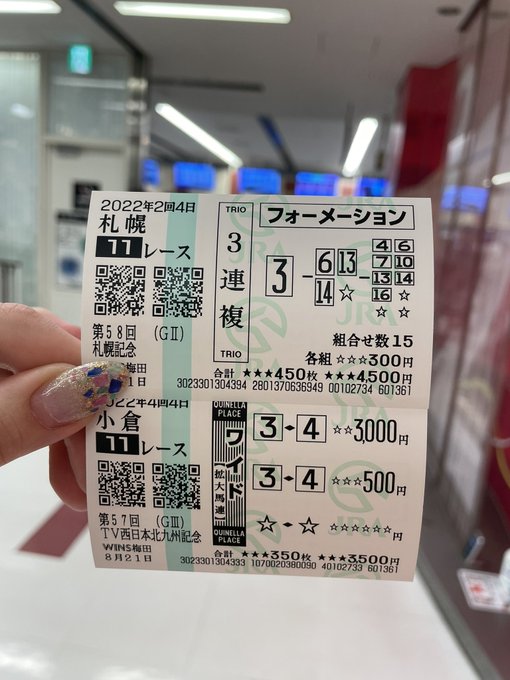 2022年2回4日
札幌
11レース
第58回 (GⅡ)
札幌記念
梅田
1日
TRIO
3連複
TRIO
フォーメーション
3 - 6 13 14 ☆ - 4 6 7 10 13 14 16 ☆ ☆ ☆
組合せ数15
各組 ☆☆☆300円
合計 ★★★450枚 ★★★4,500円
3023301304394 2801370636949 00102734 601361
JRA
2022年4回4日
小倉
11レース
第57回 (GⅢ)
TV西日本北九州記念
WINS梅田
8月21日
QUINELLA PLACE
ワイド
(拡大馬連)
QUINELLA PLACE
3 4 ☆☆3,000円
3 4 ☆☆☆500円
☆ ☆ ☆☆☆☆☆☆円
合計 ★★★350枚 ★★★3,500円
3023301304333 1070020380090 40102733 601361